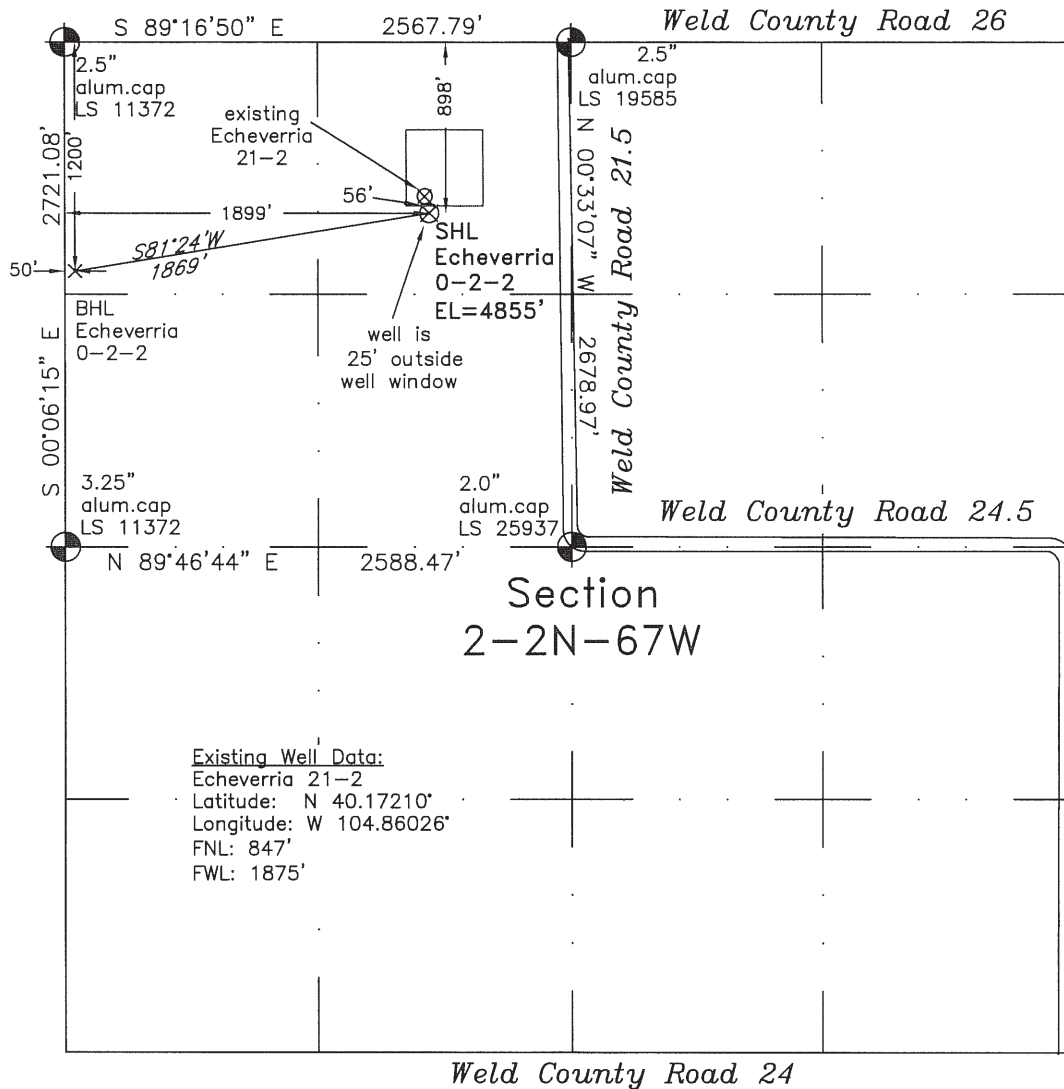 S 89°16'50" E 2567.79' Weld County Road 26
2.5"
alum.cap
LS 11372
2.5"
alum.cap
LS 19585
898'
existing
Echeverria
21-2
2721.08'
1200'
N 00°33'07" W 2678.97'
Weld County Road 21.5
56'
1899'
S81°24'W
1869'
50'
SHL
Echeverria
0-2-2
EL=4855'
BHL
Echeverria
0-2-2
well is
25' outside
well window
S 00°06'15" E
3.25"
alum.cap
LS 11372
2.0"
alum.cap
LS 25937
Weld County Road 24.5
N 89°46'44" E 2588.47'
Section
2-2N-67W
Existing Well Data:
Echeverria 21-2
Latitude: N 40.17210°
Longitude: W 104.86026°
FNL: 847'
FWL: 1875'
Weld County Road 24